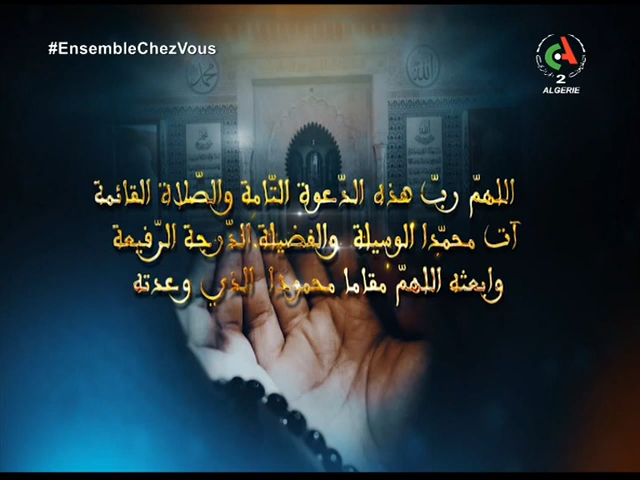 #EnsembleChezVous
2
ALGERIE
اللهمّ ربّ هذه الدّعوة التّامة والصّلاة القائمة
آت محمّدا الوسيلة والفضيلة الدّرجة الرّفيعة
وابعثه اللهمّ مقاما محمودا الذي وعدته